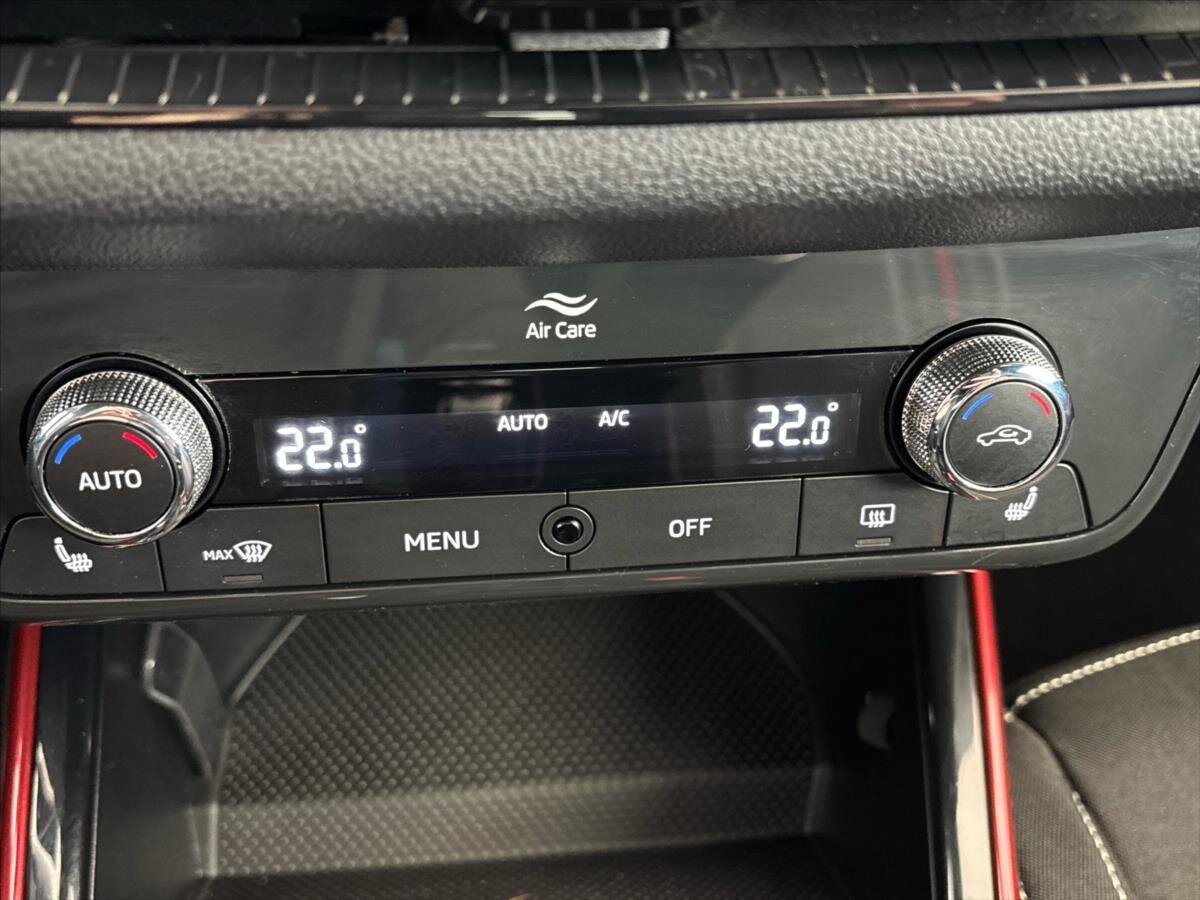 Air Care
22.0° AUTO A/C 22.0°
AUTO
MAX MENU OFF